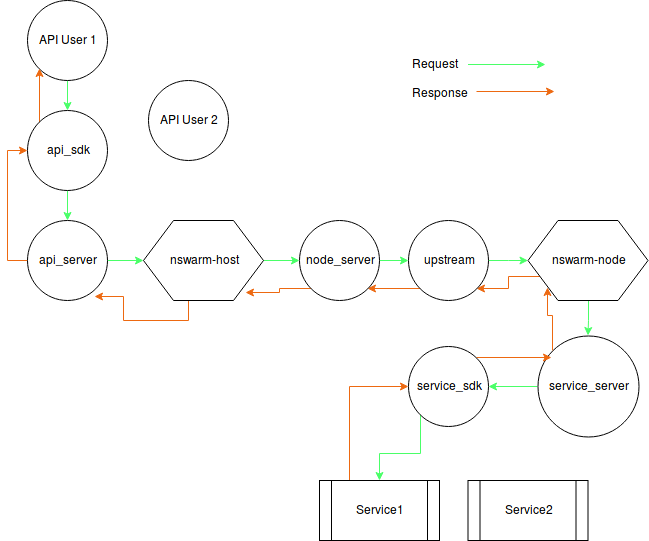 API User 1
Request
Response
API User 2
api_sdk
api_server
nswarm-host
node_server
upstream
nswarm-node
service_sdk
service_server
Service1
Service2